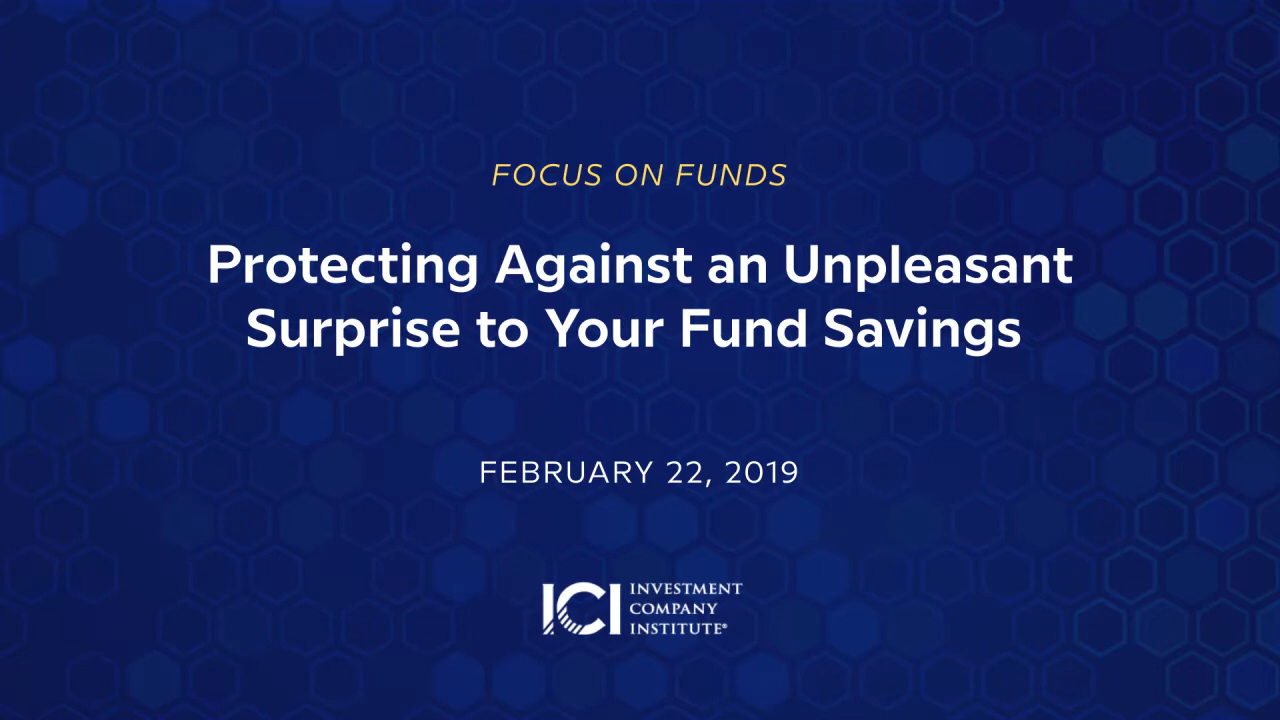 FOCUS ON FUNDS
Protecting Against an Unpleasant
Surprise to Your Fund Savings
FEBRUARY 22, 2019
ICI INVESTMENT
COMPANY
INSTITUTE®